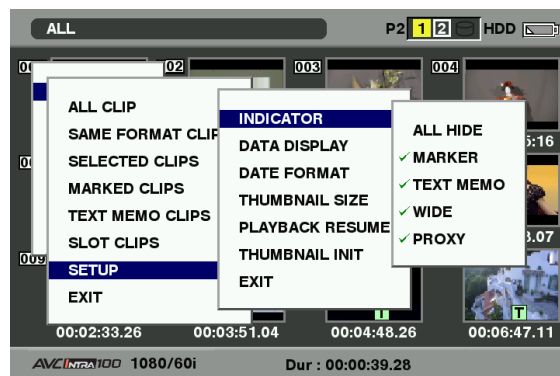 ALL
P2 1 2 HDD
00 02 003 004
ALL CLIP
SAME FORMAT CLIP
SELECTED CLIPS
MARKED CLIPS
TEXT MEMO CLIPS
SLOT CLIPS
SETUP
EXIT
INDICATOR
DATA DISPLAY
DATE FORMAT
THUMBNAIL SIZE
PLAYBACK RESUME
THUMBNAIL INIT
EXIT
ALL HIDE
MARKER
TEXT MEMO
WIDE
PROXY
5:16
00
3.07
009
T T
00:02:33.26 00:03:51.04 00:04:48.26 00:06:47.11
AVC INTRA 100 1080/60i Dur : 00:00:39.28